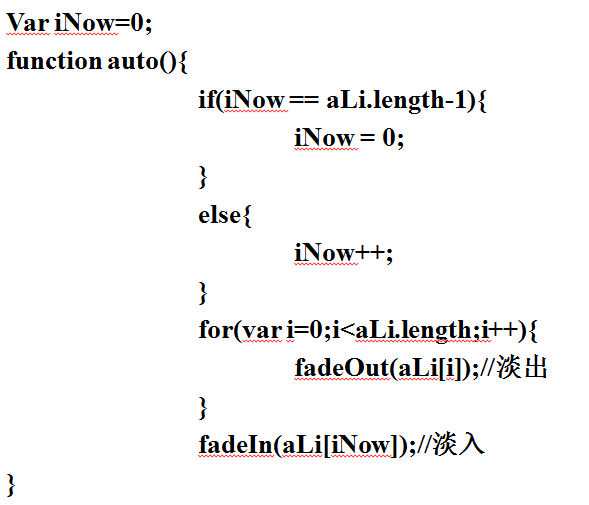 Var iNow=0;
function auto(){
if(iNow == aLi.length-1){
iNow = 0;
}
else{
iNow++;
}
for(var i=0;i<aLi.length;i++){
fadeOut(aLi[i]);//淡出
}
fadeIn(aLi[iNow]);//淡入
}